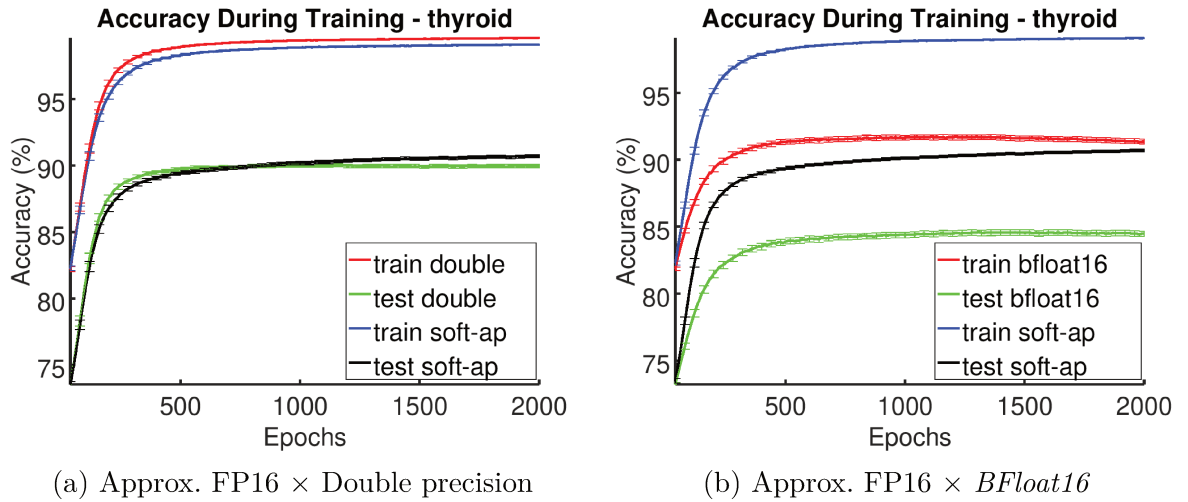 Accuracy During Training - thyroid
Accuracy (%)
95
90
85
80
75
train double
test double
train soft-ap
test soft-ap
500
1000
1500
2000
Epochs
(a) Approx. FP16 × Double precision
Accuracy During Training - thyroid
Accuracy (%)
95
90
85
80
75
train bfloat16
test bfloat16
train soft-ap
test soft-ap
500
1000
1500
2000
Epochs
(b) Approx. FP16 × BFloat16